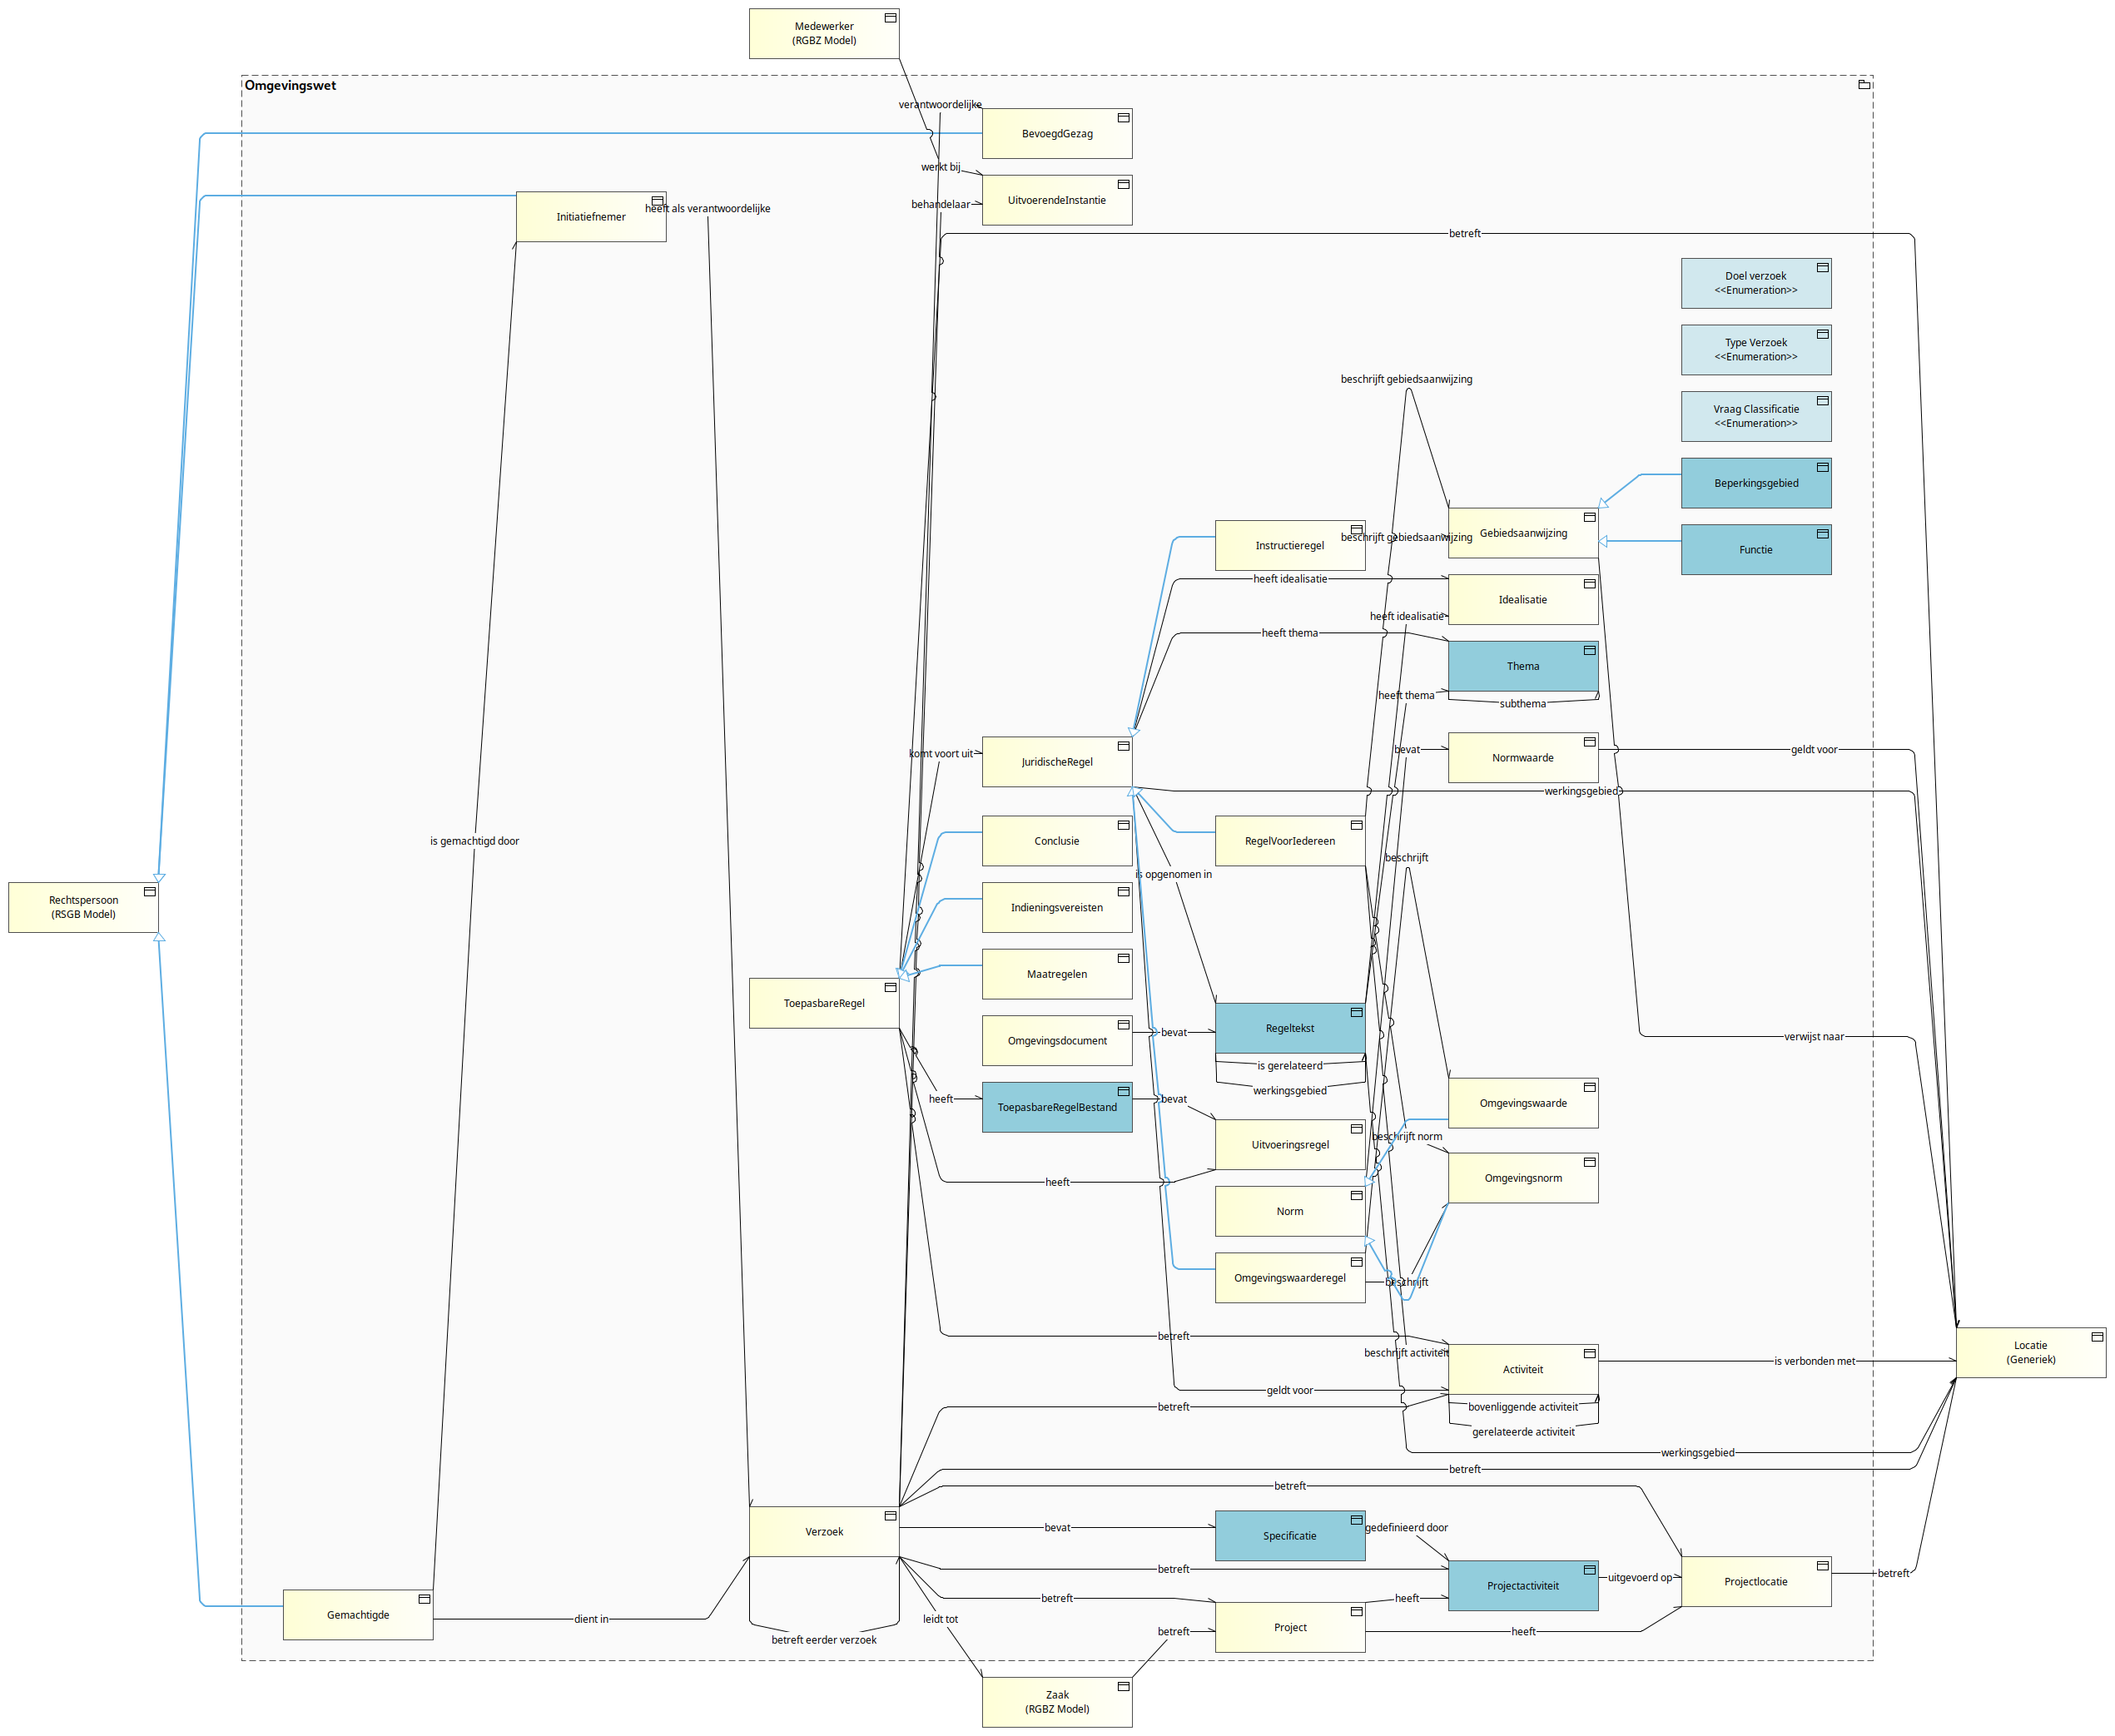 Medewerker
(RGBZ Model)
Omgevingswet
verantwoordelijke
BevoegdGezag
werkt bij
UitvoerendeInstantie
behandelaar
Initiatiefnemer
heeft als verantwoordelijke
betreft
Doel verzoek
<<Enumeration>>
Type Verzoek
<<Enumeration>>
beschrijft gebiedsaanwijzing
Vraag Classificatie
<<Enumeration>>
Beperkingsgebied
Instructieregel
beschrijft gebiedsaanwijzing
Gebiedsaanwijzing
Functie
heeft idealisatie
Idealisatie
heeft idealisatie
heeft thema
Thema
heeft thema
subthema
komt voort uit
JuridischeRegel
bevat
Normwaarde
geldt voor
werkingsgebied
is gemachtigd door
Conclusie
RegelVoorIedereen
beschrijft
is opgenomen in
Rechtspersoon
(RSGB Model)
Indieningsvereisten
Maatregelen
ToepasbareRegel
Omgevingsdocument
bevat
Regeltekst
verwijst naar
is gerelateerd
werkingsgebied
heeft
ToepasbareRegelBestand
bevat
Omgevingswaarde
Uitvoeringsregel
beschrijft norm
heeft
Omgevingsnorm
Norm
Omgevingswaarderegel
beschrijft
betreft
beschrijft activiteit
Activiteit
is verbonden met
Locatie
(Generiek)
geldt voor
betreft
bovenliggende activiteit
gerelateerde activiteit
werkingsgebied
betreft
betreft
Verzoek
bevat
Specificatie
gedefinieerd door
betreft
Projectactiviteit
uitgevoerd op
Projectlocatie
betreft
betreft
heeft
Gemachtigde
dient in
leidt tot
betreft
Project
heeft
betreft eerder verzoek
Zaak
(RGBZ Model)